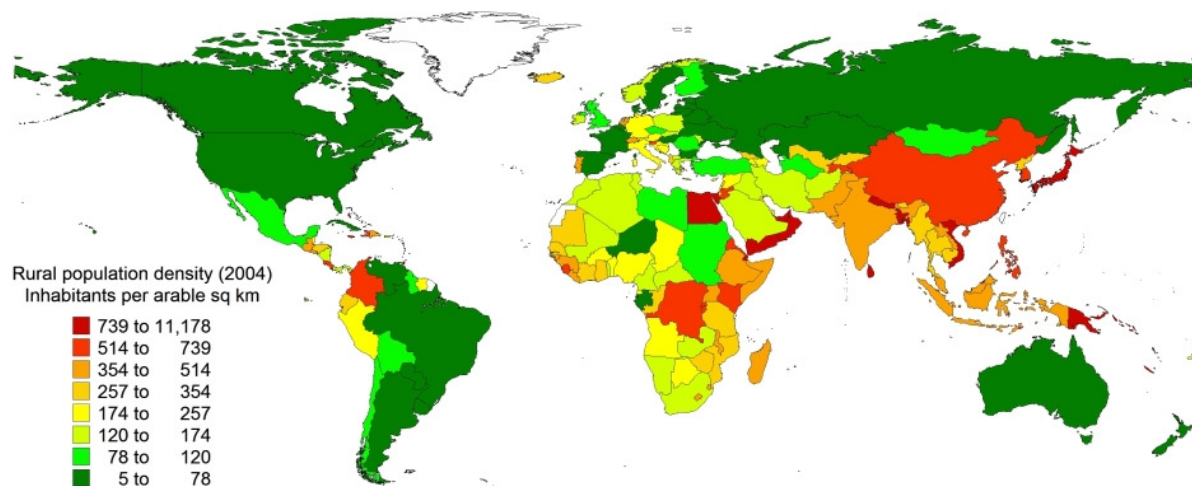 Rural population density (2004)
Inhabitants per arable sq km
739 to 11,178
514 to 739
354 to 514
257 to 354
174 to 257
120 to 174
78 to 120
5 to 78